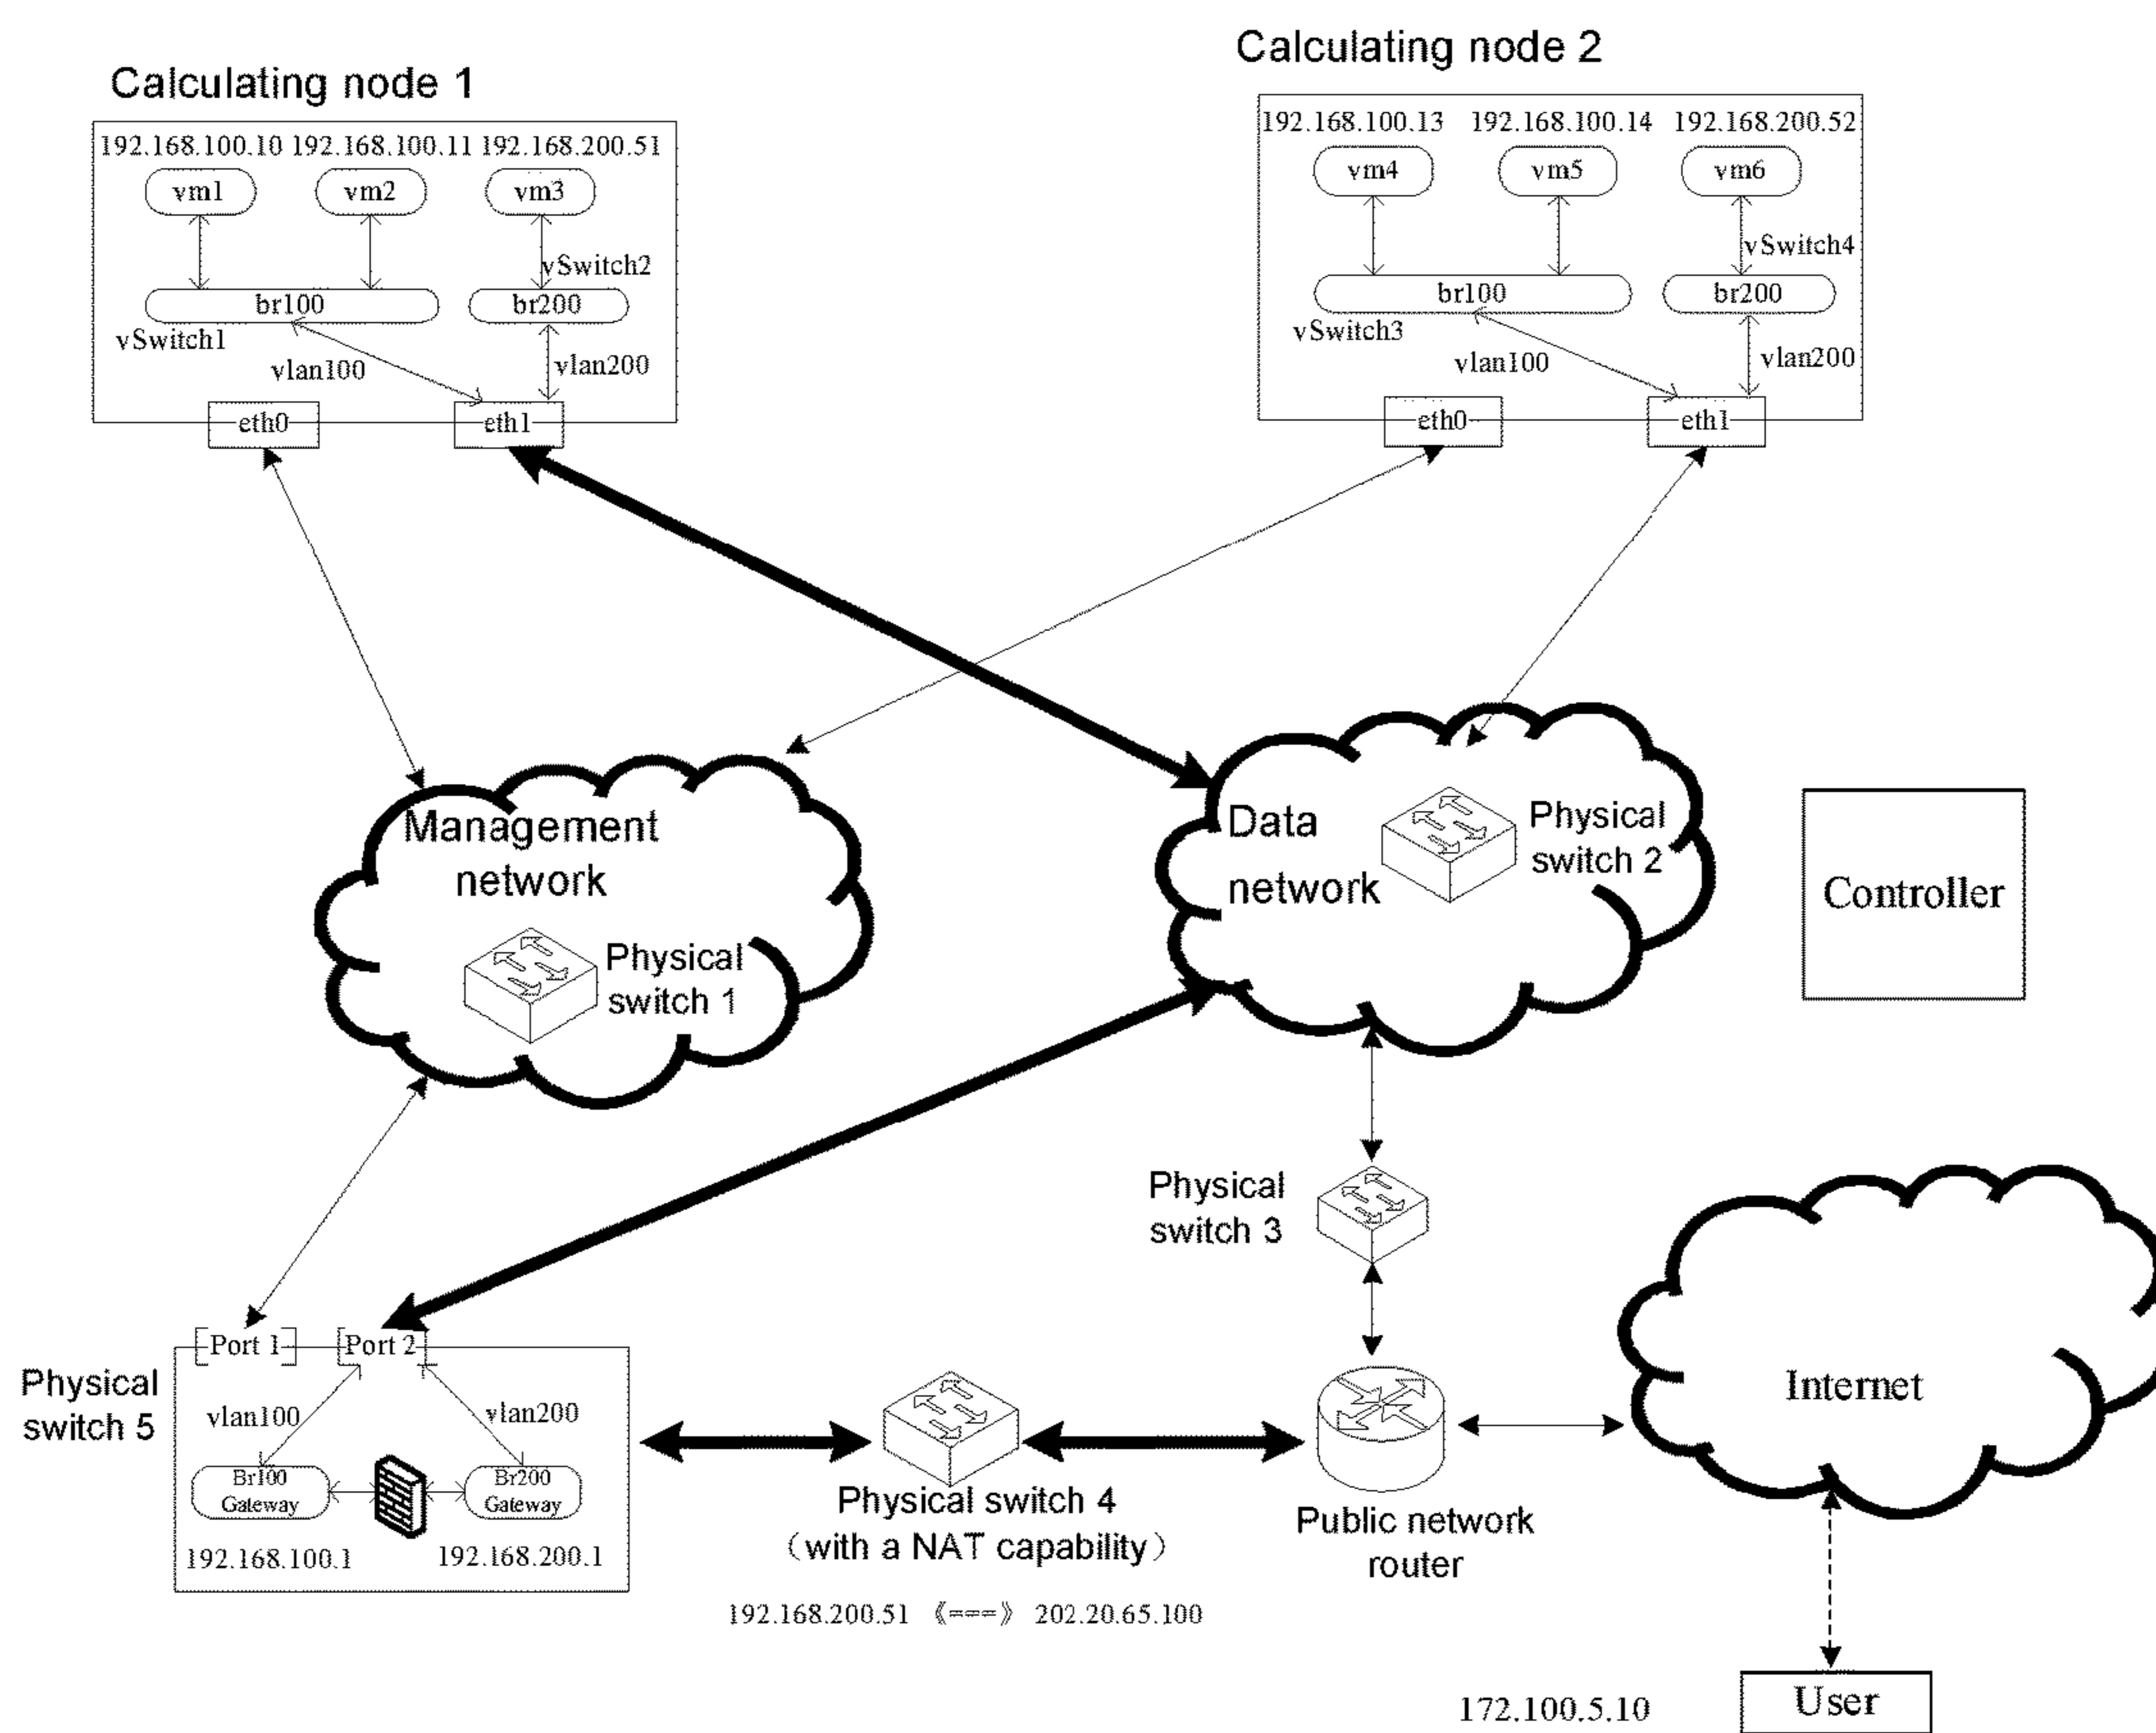 Calculating node 1
192.168.100.10 192.168.100.11 192.168.200.51
vm1 vm2 vm3
vSwitch2
br100 br200
vSwitch1
vlan100 vlan200
eth0 eth1
Calculating node 2
192.168.100.13 192.168.100.14 192.168.200.52
vm4 vm5 vm6
vSwitch4
br100 br200
vSwitch3
vlan100 vlan200
eth0 eth1
Management
network
Physical
switch 1
Data
network
Physical
switch 2
Controller
Physical
switch 3
Port 1 Port 2
Physical
switch 5
vlan100 vlan200
Br100
Gateway
Br200
Gateway
192.168.100.1 192.168.200.1
Physical switch 4
（with a NAT capability）
192.168.200.51 《===》 202.20.65.100
Public network
router
Internet
172.100.5.10
User